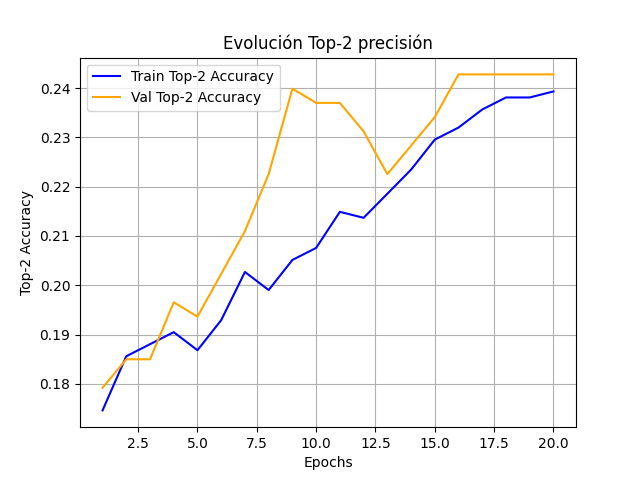 Evolución Top-2 precisión
Train Top-2 Accuracy
Val Top-2 Accuracy
Top-2 Accuracy
0.24
0.23
0.22
0.21
0.20
0.19
0.18
2.5 5.0 7.5 10.0 12.5 15.0 17.5 20.0
Epochs